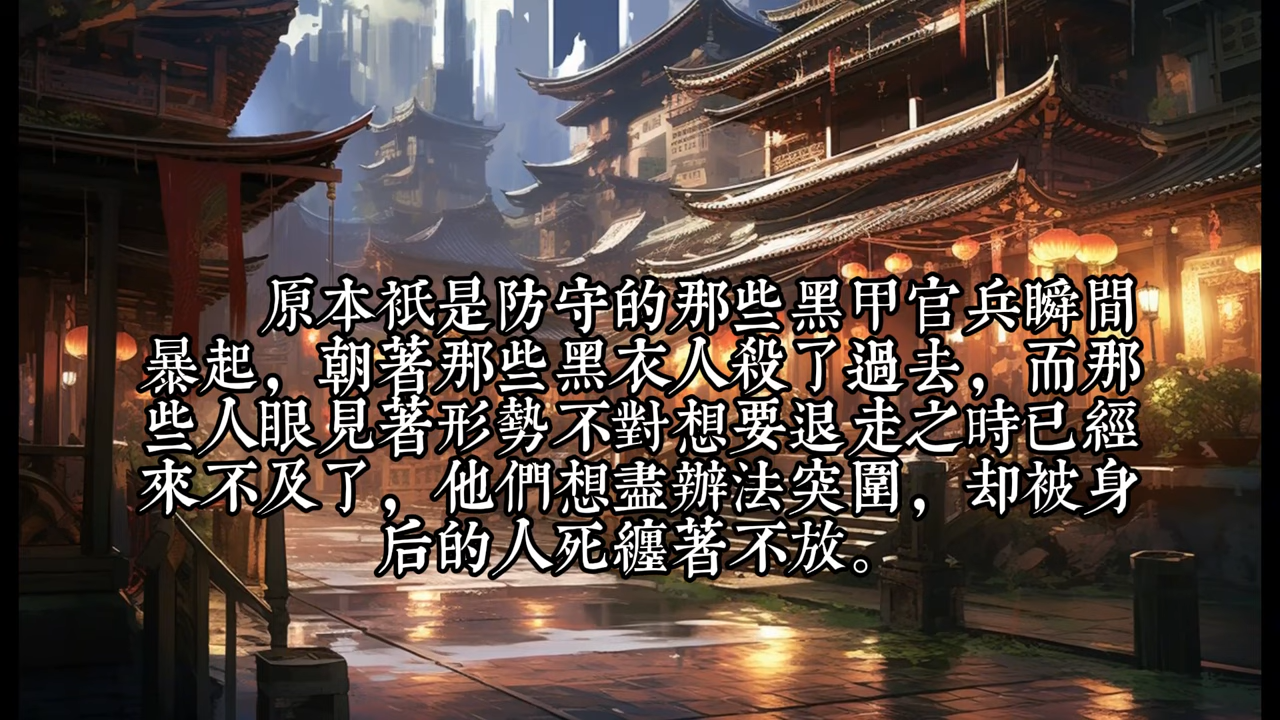 原本祇是防守的那些黑甲官兵瞬間
暴起，朝著那些黑衣人殺了過去，而那
些人眼見著形勢不對想要退走之時已經
來不及了，他們想盡辦法突圍，却被身
后的人死纏著不放。